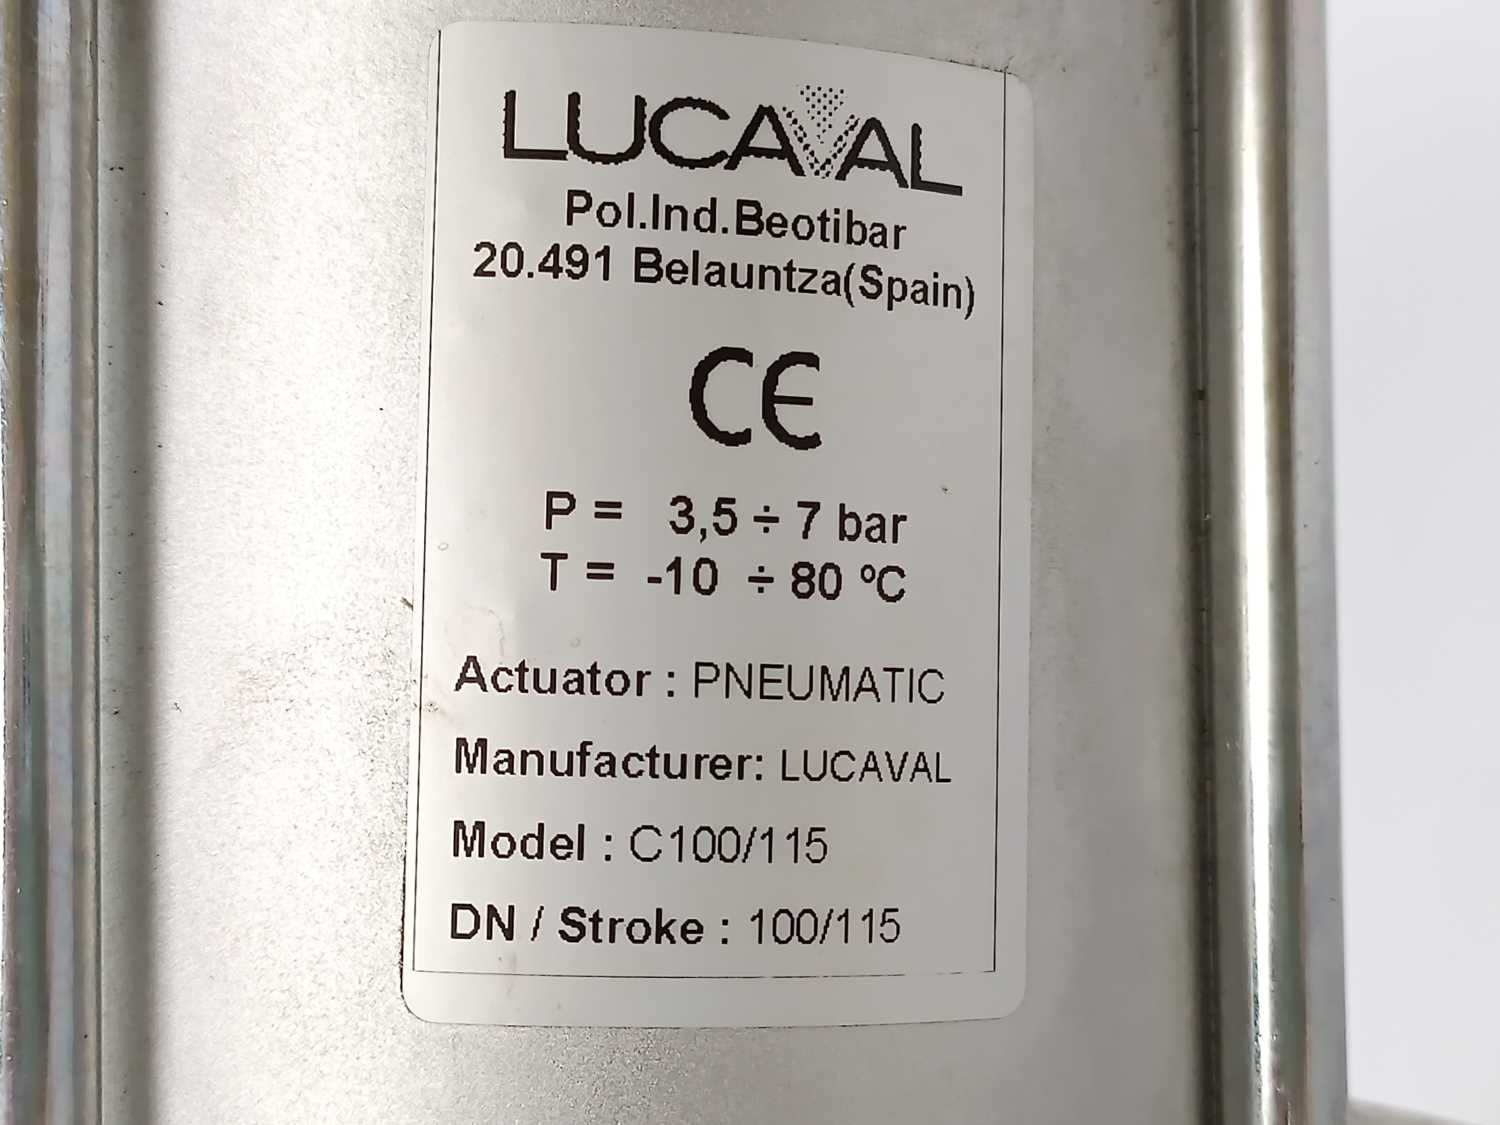 LUCAVAL
Pol.Ind.Beotibar
20.491 Belauntza(Spain)
CE
P = 3,5 ÷ 7 bar
T = -10 ÷ 80 ºC
Actuator : PNEUMATIC
Manufacturer: LUCAVAL
Model : C100/115
DN / Stroke : 100/115